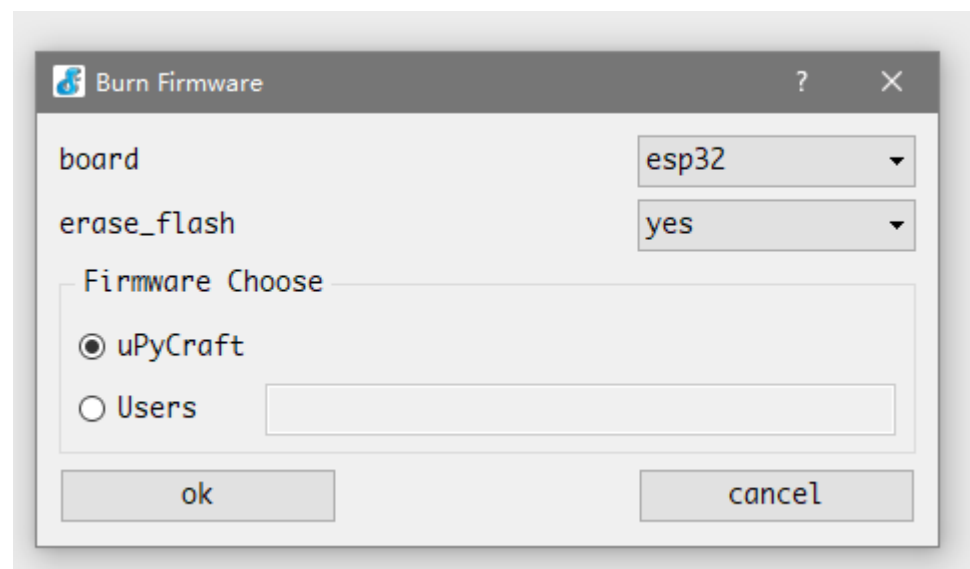 Burn Firmware ?
board esp32
erase_flash yes
Firmware Choose
uPyCraft
Users
ok cancel